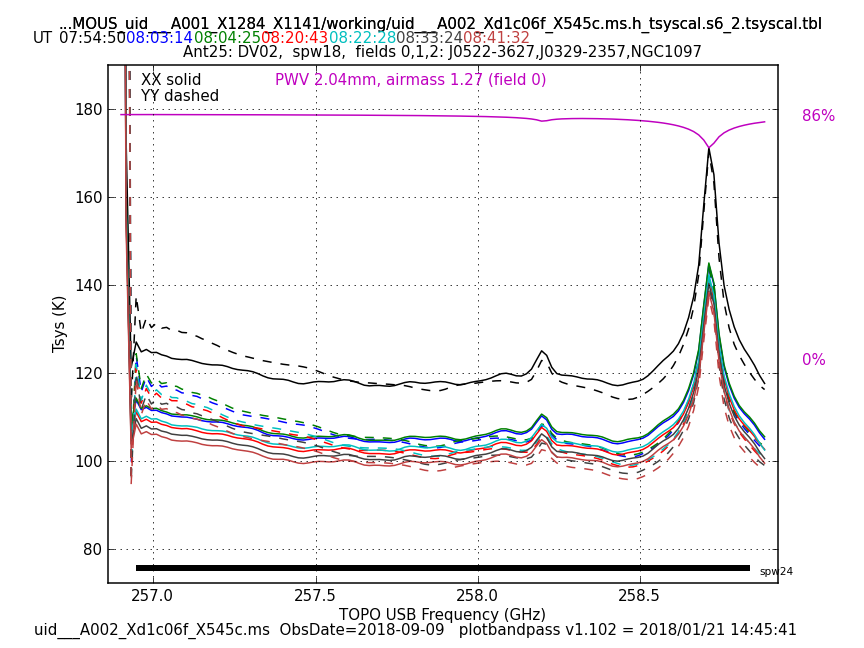 ...MOUS_uid___A001_X1284_X1141/working/uid___A002_Xd1c06f_X545c.ms.h_tsyscal.s6_2.tsyscal.tbl
UT 07:54:50 08:03:14 08:04:25 08:20:43 08:22:28 08:33:24 08:41:32
Ant25: DV02, spw18, fields 0,1,2: J0522-3627,J0329-2357,NGC1097
XX solid
YY dashed
PWV 2.04mm, airmass 1.27 (field 0)
86%
0%
180
160
140
120
100
80
Tsys (K)
spw24
257.0 257.5 258.0 258.5
TOPO USB Frequency (GHz)
uid___A002_Xd1c06f_X545c.ms ObsDate=2018-09-09 plotbandpass v1.102 = 2018/01/21 14:45:41